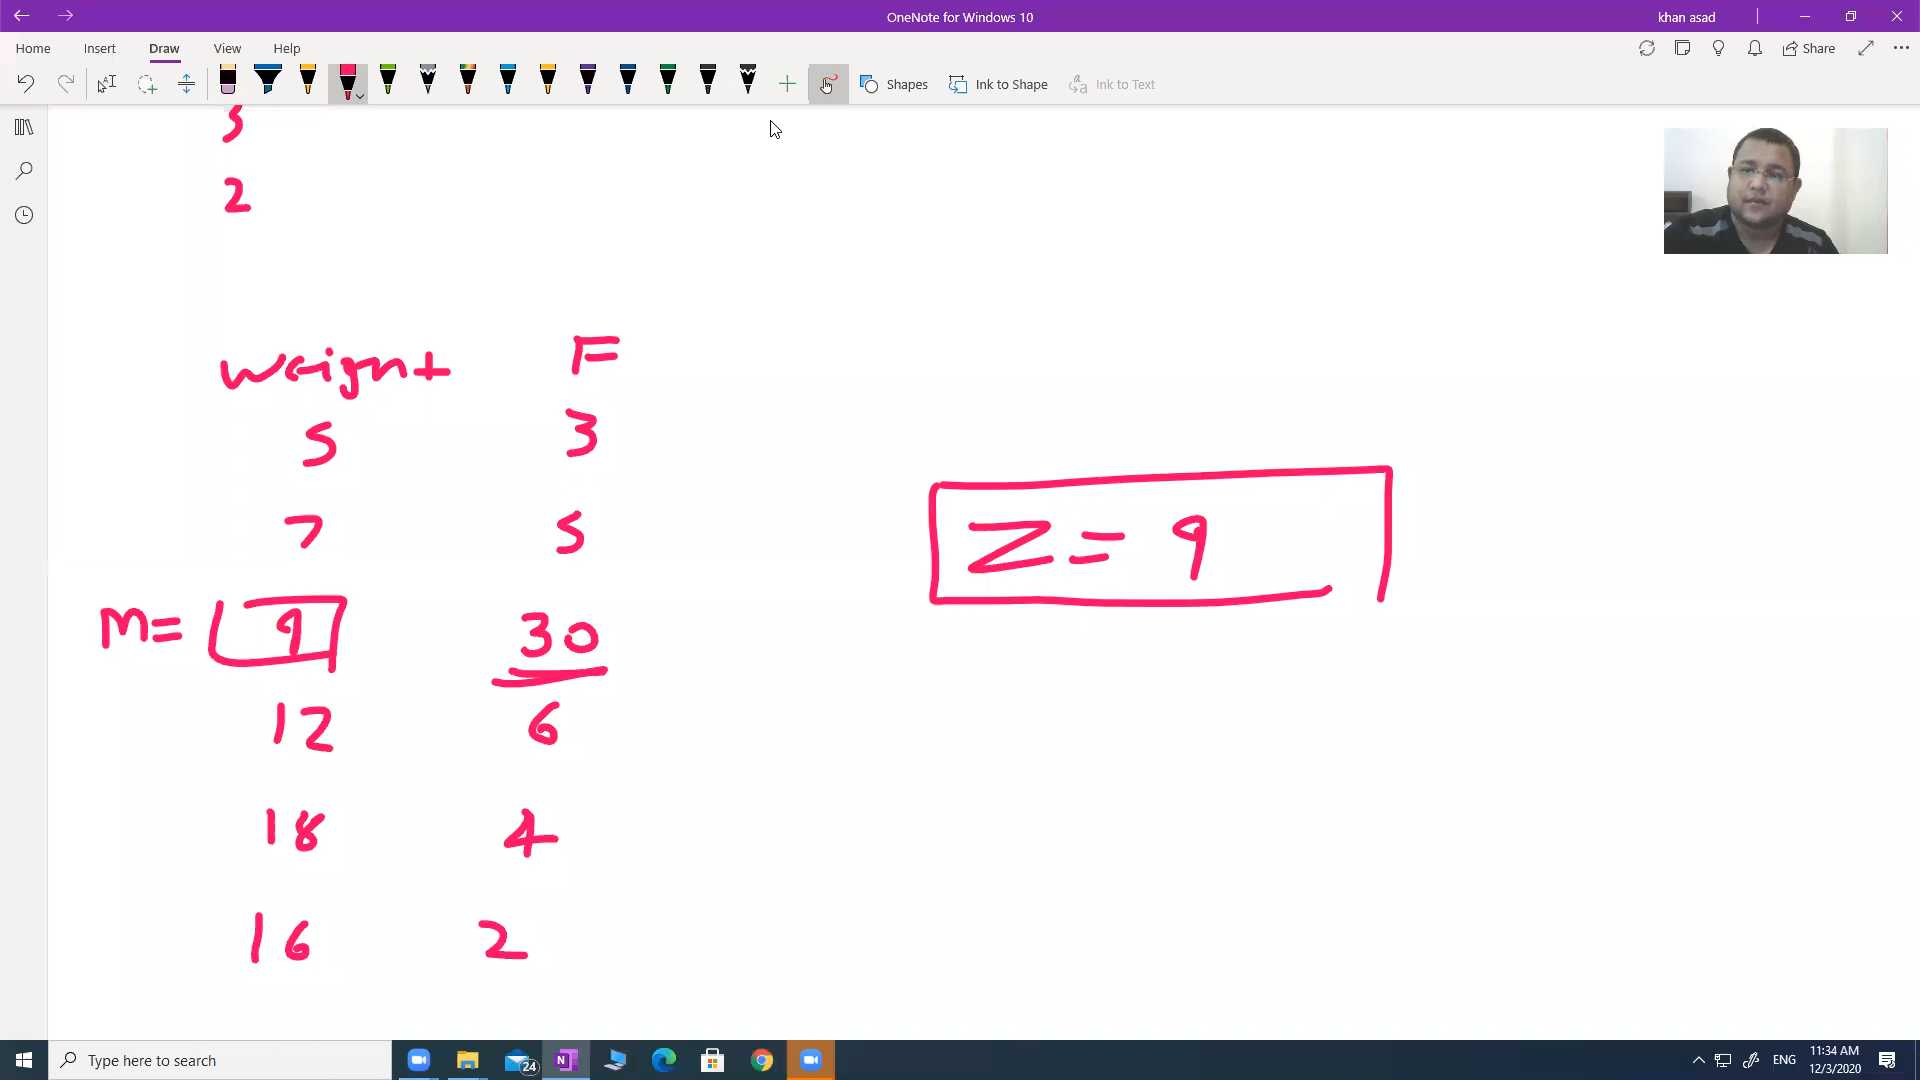 OneNote for Windows 10
khan asad
Home Insert Draw View Help
Share
Shapes
Ink to Shape
Ink to Text
2
weight F
5 3
7 5
M= 9 30
Z= 9
12 6
18 4
16 2
Type here to search
24
ENG
11:34 AM
12/3/2020